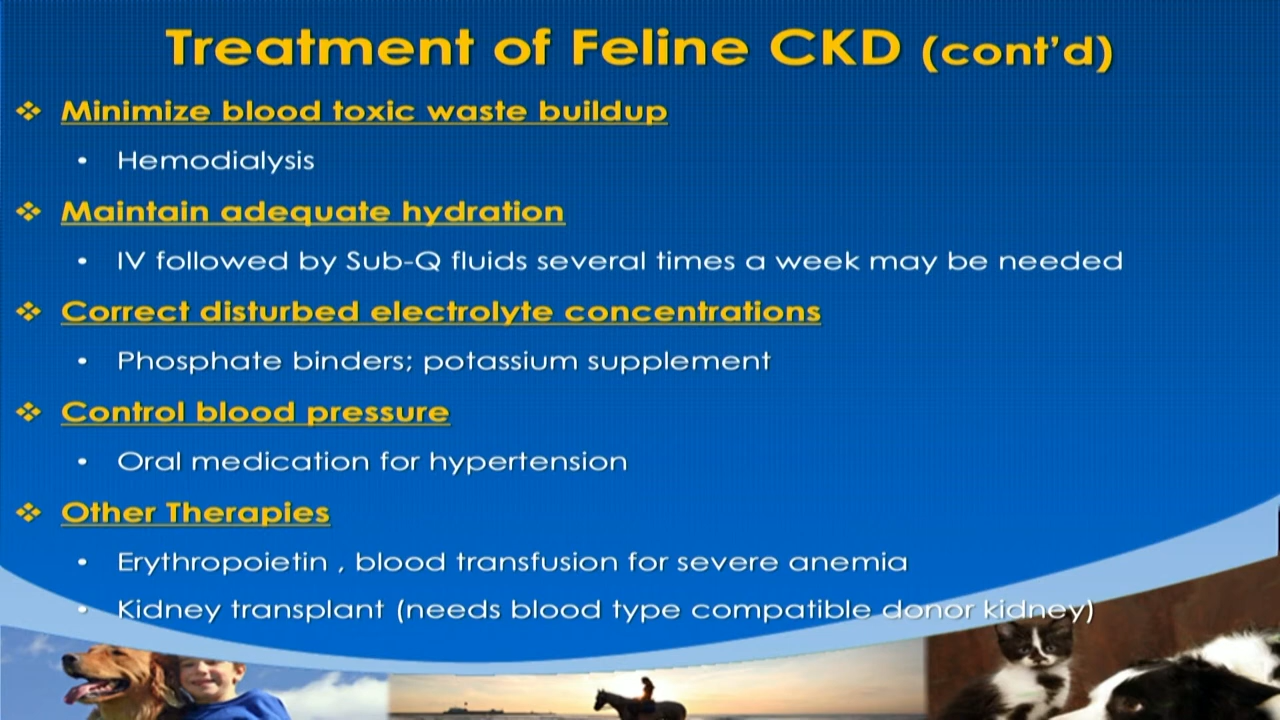 Treatment of Feline CKD (cont'd)
❖ Minimize blood toxic waste buildup
• Hemodialysis
❖ Maintain adequate hydration
• IV followed by Sub-Q fluids several times a week may be needed
❖ Correct disturbed electrolyte concentrations
• Phosphate binders; potassium supplement
❖ Control blood pressure
• Oral medication for hypertension
❖ Other Therapies
• Erythropoietin , blood transfusion for severe anemia
• Kidney transplant (needs blood type compatible donor kidney)